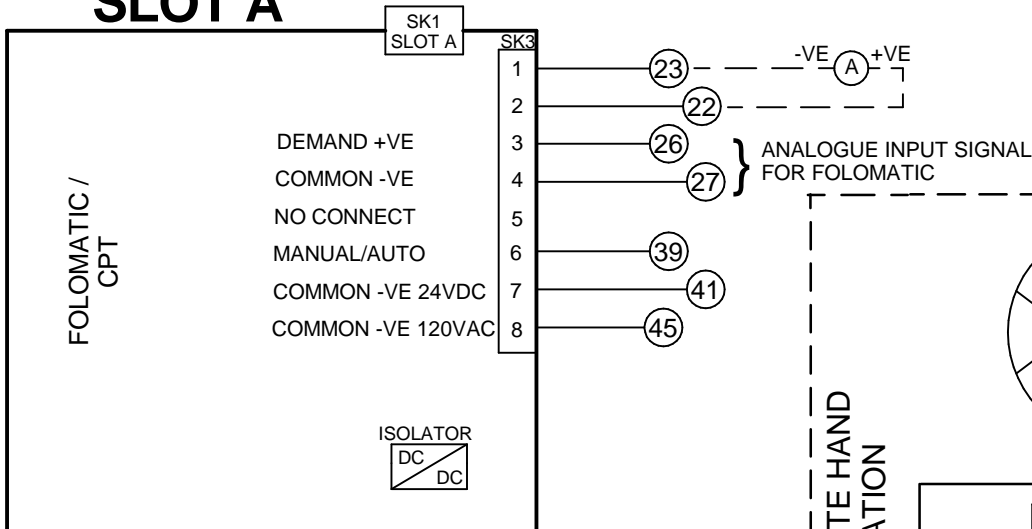 SLOT A
SK1
SLOT A
SK3
1
23
-VE
A
+VE
2
22
DEMAND +VE
3
26
ANALOGUE INPUT SIGNAL
FOR FOLOMATIC
COMMON -VE
4
27
NO CONNECT
5
MANUAL/AUTO
6
39
COMMON -VE 24VDC
7
41
COMMON -VE 120VAC
8
45
FOLOMATIC /
CPT
ISOLATOR
DC
DC
HAND